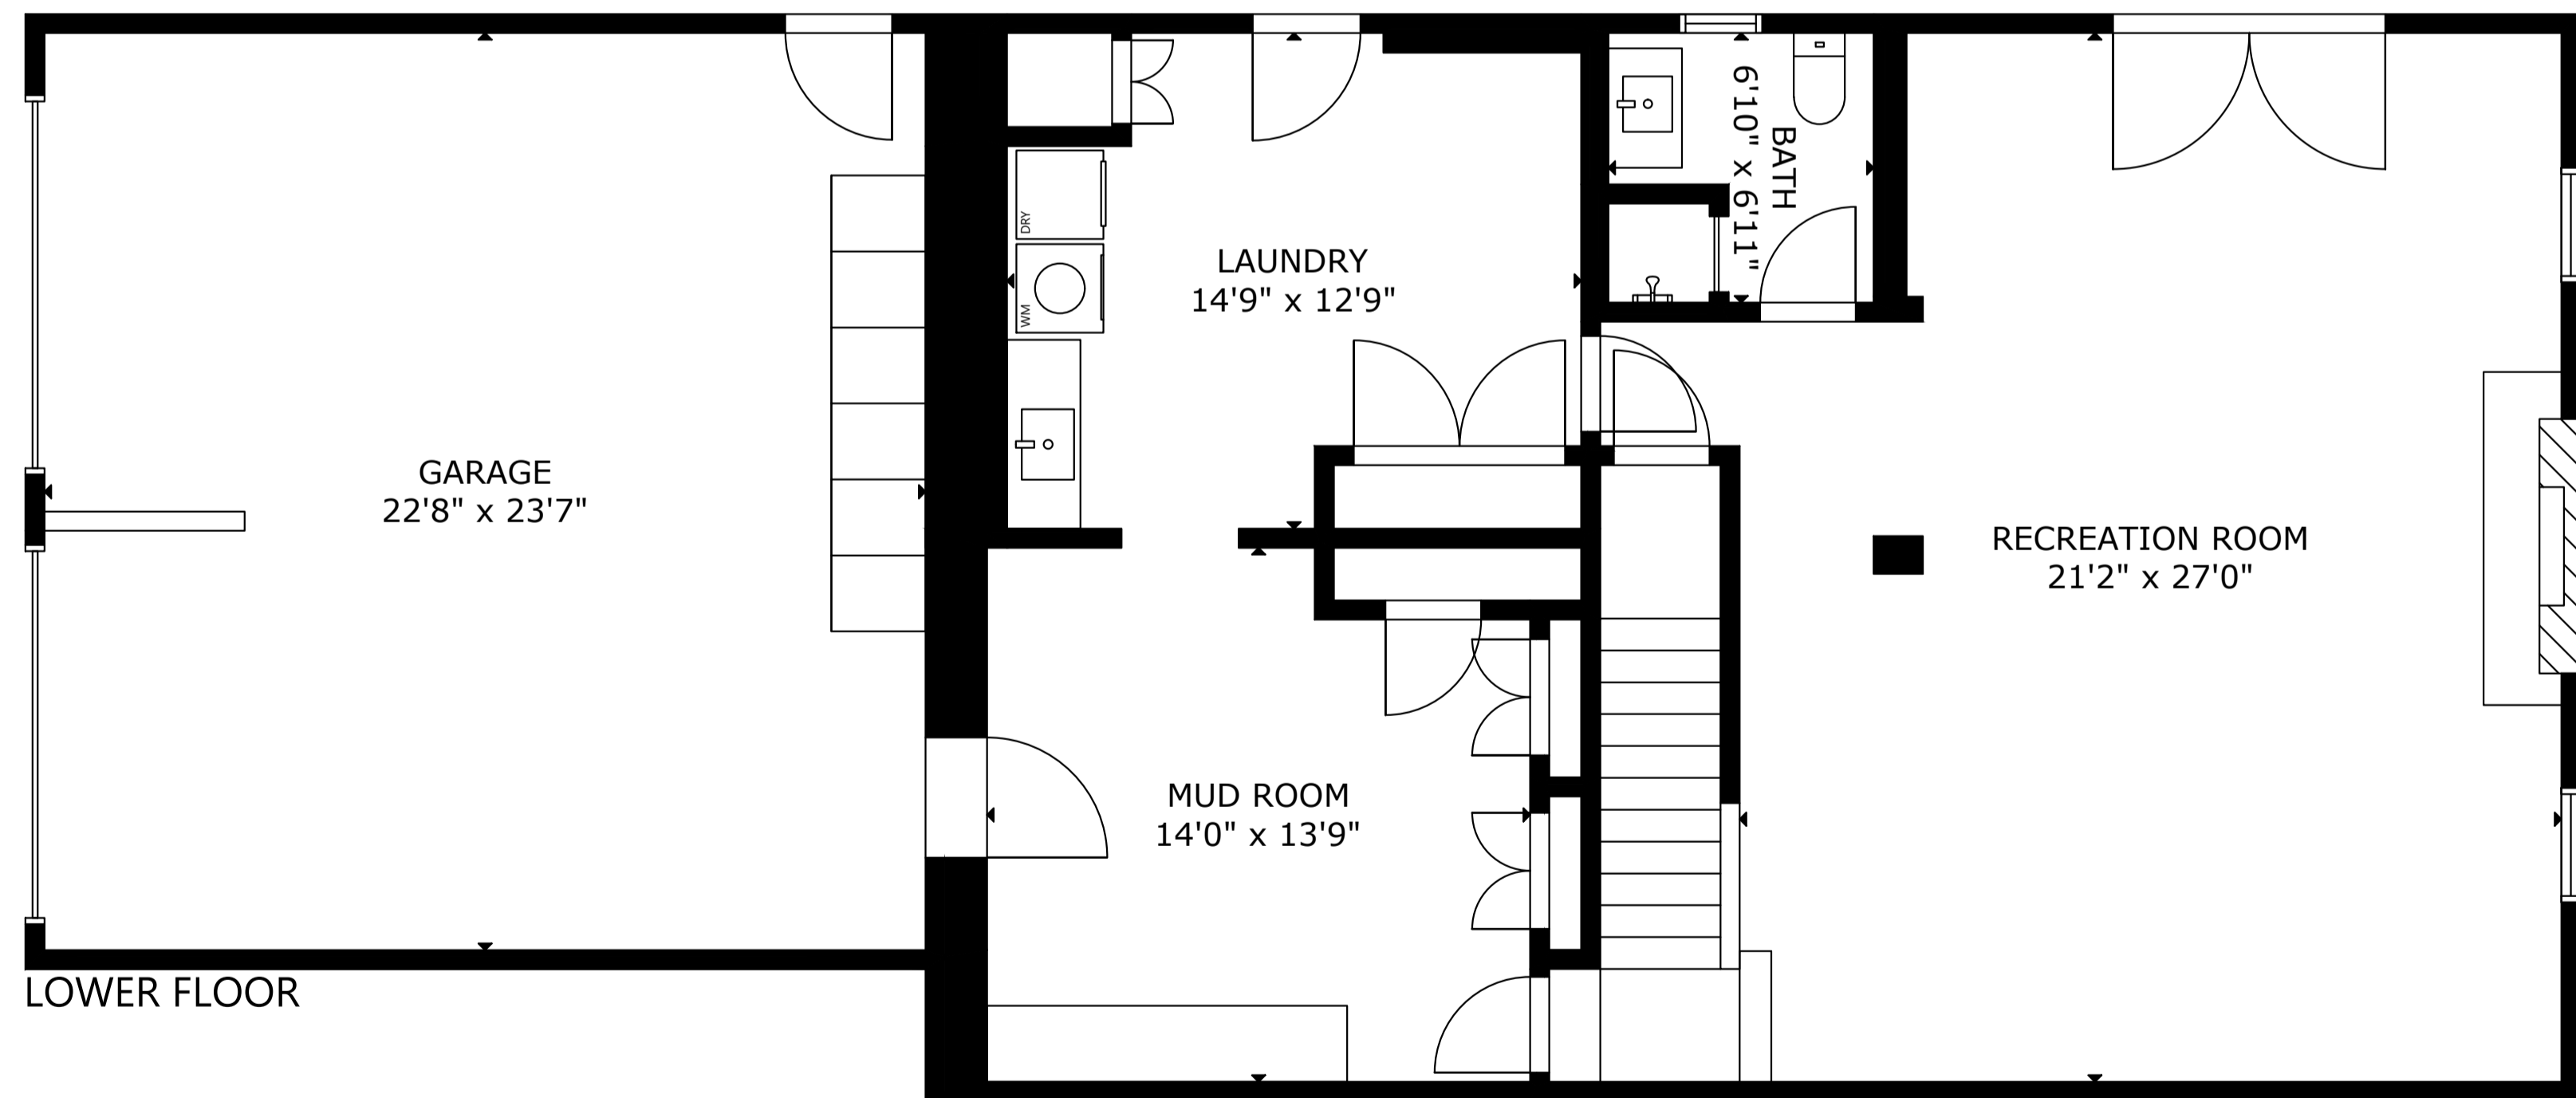 BATH
6'10" x 6'11"
DRY
WM
LAUNDRY
14'9" x 12'9"
GARAGE
22'8" x 23'7"
RECREATION ROOM
21'2" x 27'0"
MUD ROOM
14'0" x 13'9"
LOWER FLOOR